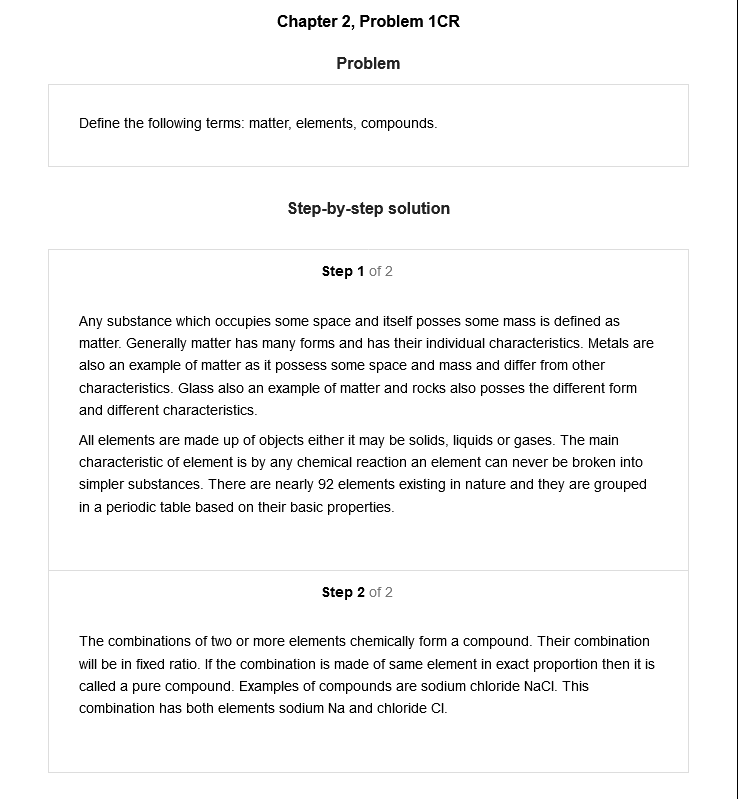 Chapter 2, Problem 1CR
Problem
Define the following terms: matter, elements, compounds.
Step-by-step solution
Step 1 of 2
Any substance which occupies some space and itself posses some mass is defined as
matter. Generally matter has many forms and has their individual characteristics. Metals are
also an example of matter as it possess some space and mass and differ from other
characteristics. Glass also an example of matter and rocks also posses the different form
and different characteristics.
All elements are made up of objects either it may be solids, liquids or gases. The main
characteristic of element is by any chemical reaction an element can never be broken into
simpler substances. There are nearly 92 elements existing in nature and they are grouped
in a periodic table based on their basic properties.
Step 2 of 2
The combinations of two or more elements chemically form a compound. Their combination
will be in fixed ratio. If the combination is made of same element in exact proportion then it is
called a pure compound. Examples of compounds are sodium chloride NaCl. This
combination has both elements sodium Na and chloride Cl.